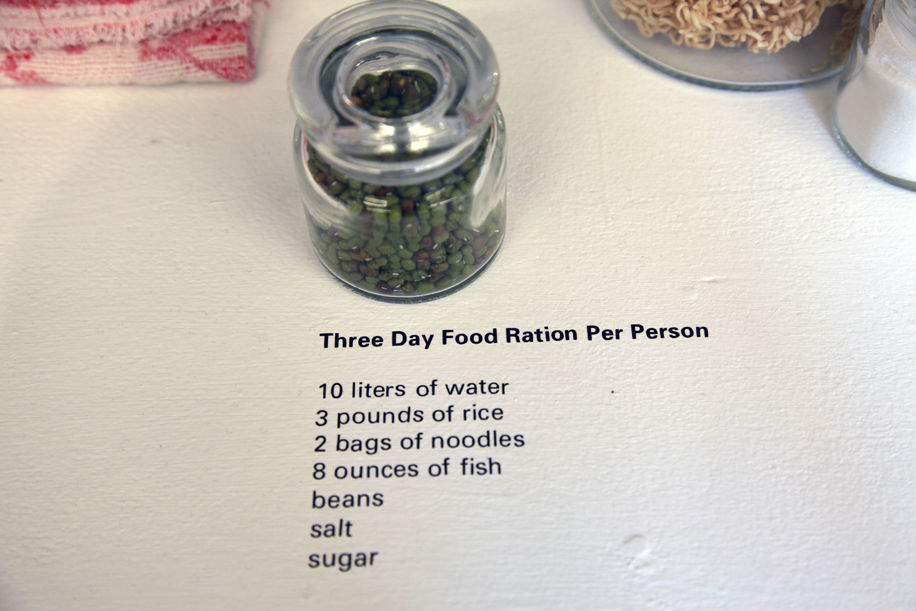 Three Day Food Ration Per Person
10 liters of water
3 pounds of rice
2 bags of noodles
8 ounces of fish
beans
salt
sugar